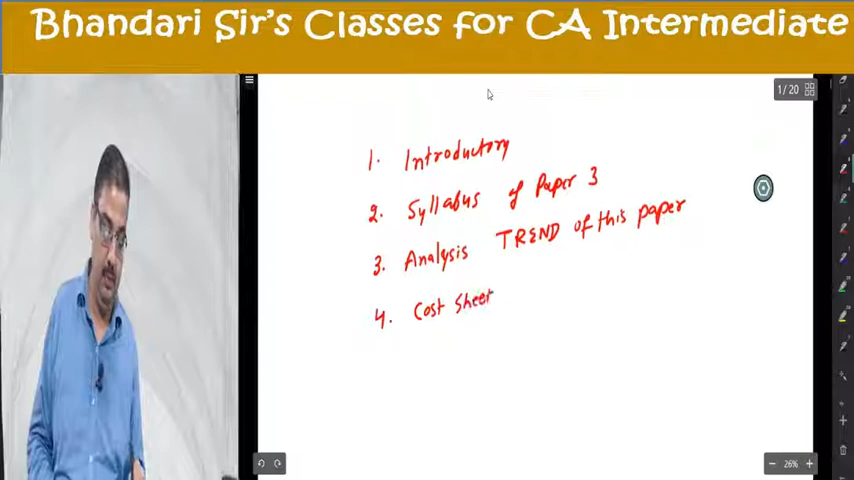 Bhandari Sir's Classes for CA Intermediate
1/20
1. Introductory
2. Syllabus of Paper 3
3. Analysis TREND of this paper
4. Cost Sheet
26%